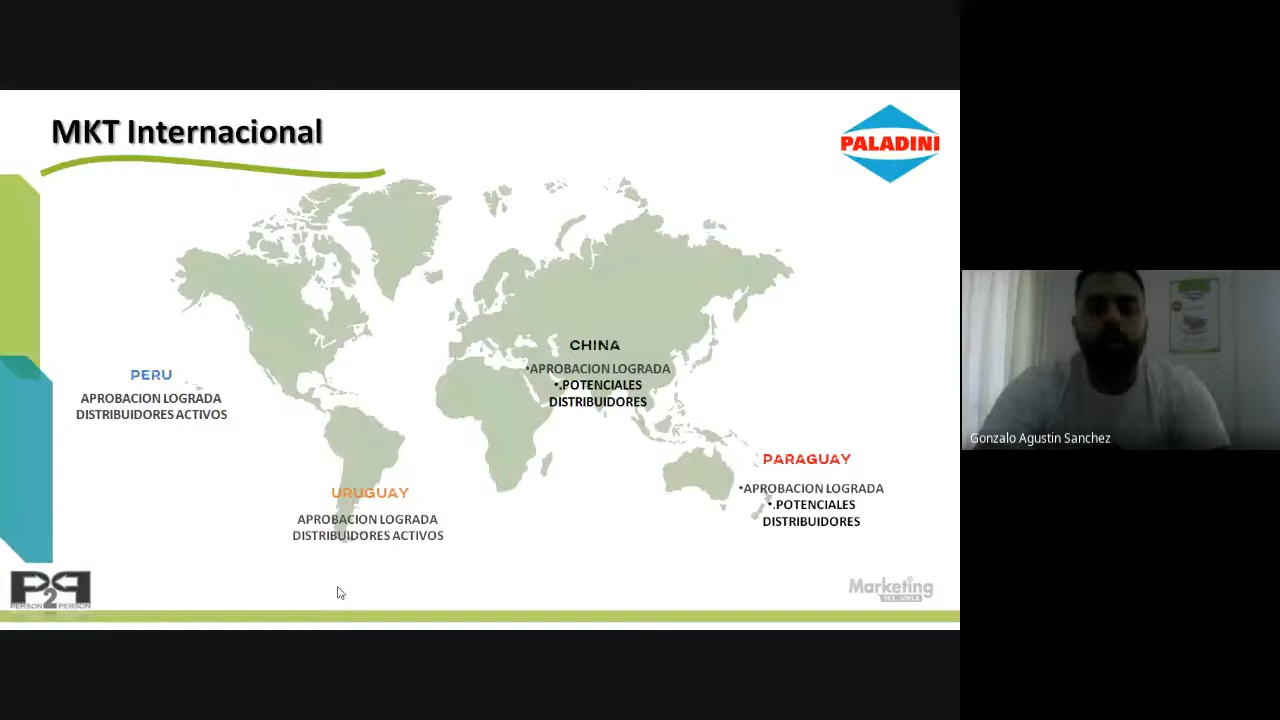 MKT Internacional
PALADINI
CHINA
•APROBACION LOGRADA
•.POTENCIALES
DISTRIBUIDORES
PERU
APROBACION LOGRADA
DISTRIBUIDORES ACTIVOS
PARAGUAY
•APROBACION LOGRADA
•.POTENCIALES
DISTRIBUIDORES
URUGUAY
APROBACION LOGRADA
DISTRIBUIDORES ACTIVOS
P2P
PERSON 2 PERSON
Marketing
Gonzalo Agustin Sanchez